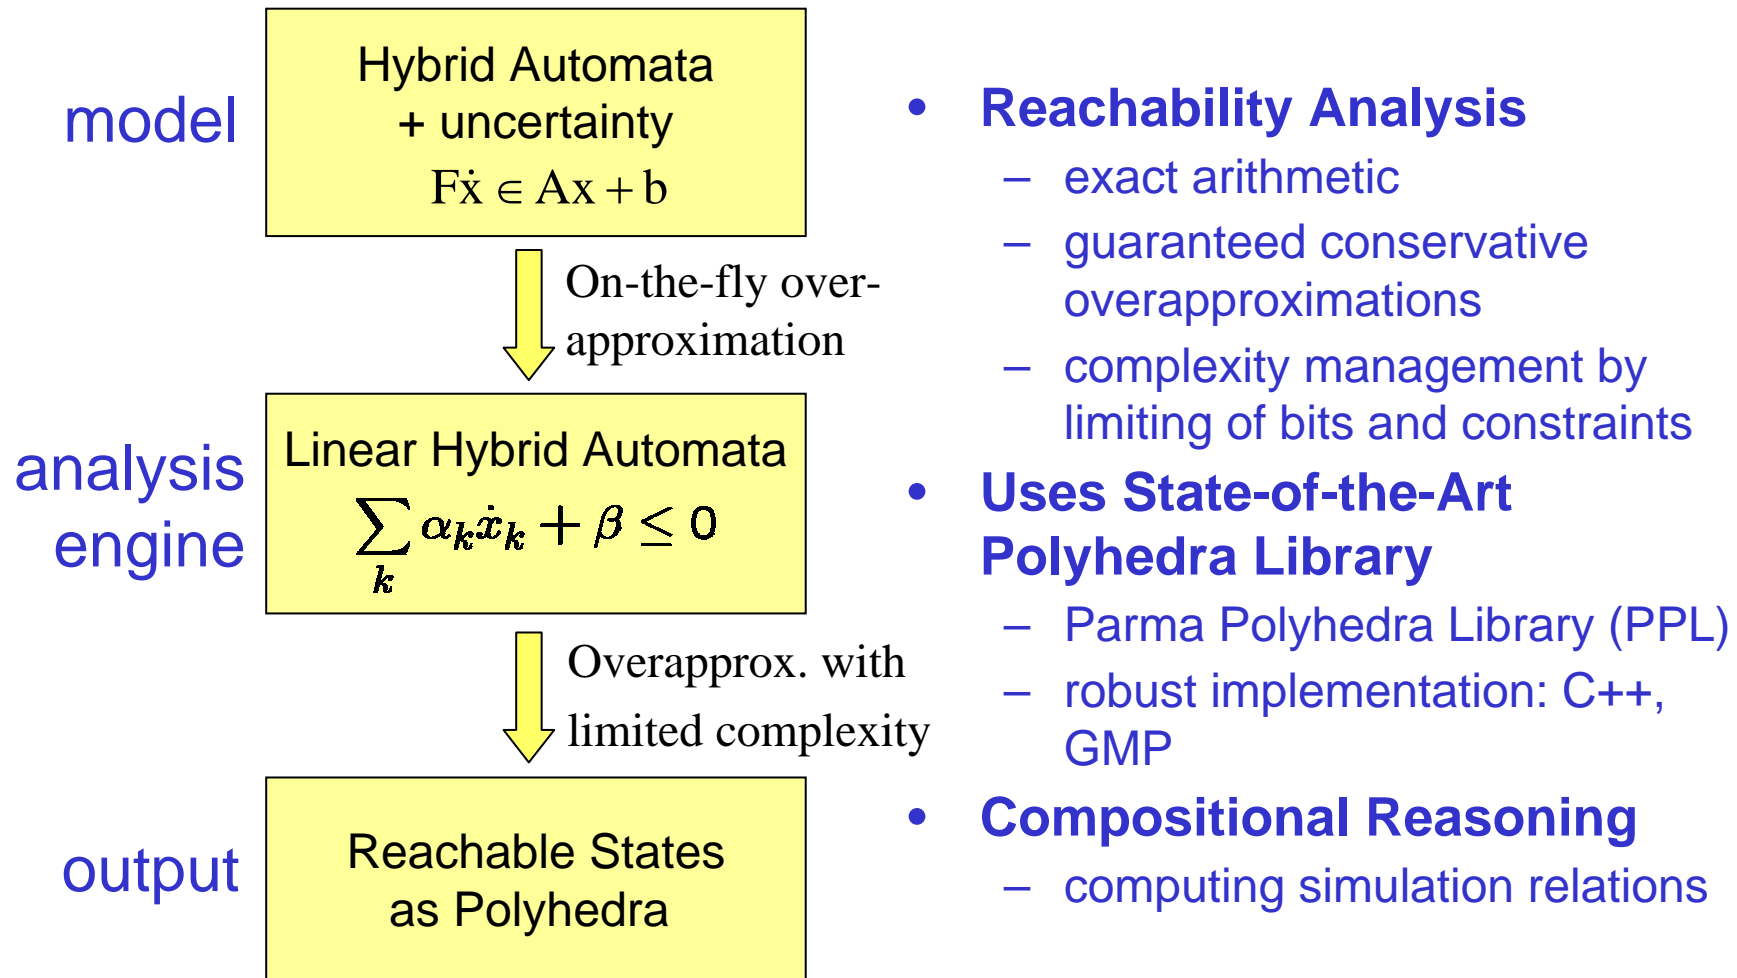 model
Hybrid Automata
+ uncertainty
Fẋ ∈ Ax + b
On-the-fly over-
approximation
analysis
engine
Linear Hybrid Automata
∑ₖ αₖẋₖ + β ≤ 0
Overapprox. with
limited complexity
output
Reachable States
as Polyhedra
• Reachability Analysis
– exact arithmetic
– guaranteed conservative
overapproximations
– complexity management by
limiting of bits and constraints
• Uses State-of-the-Art
Polyhedra Library
– Parma Polyhedra Library (PPL)
– robust implementation: C++,
GMP
• Compositional Reasoning
– computing simulation relations